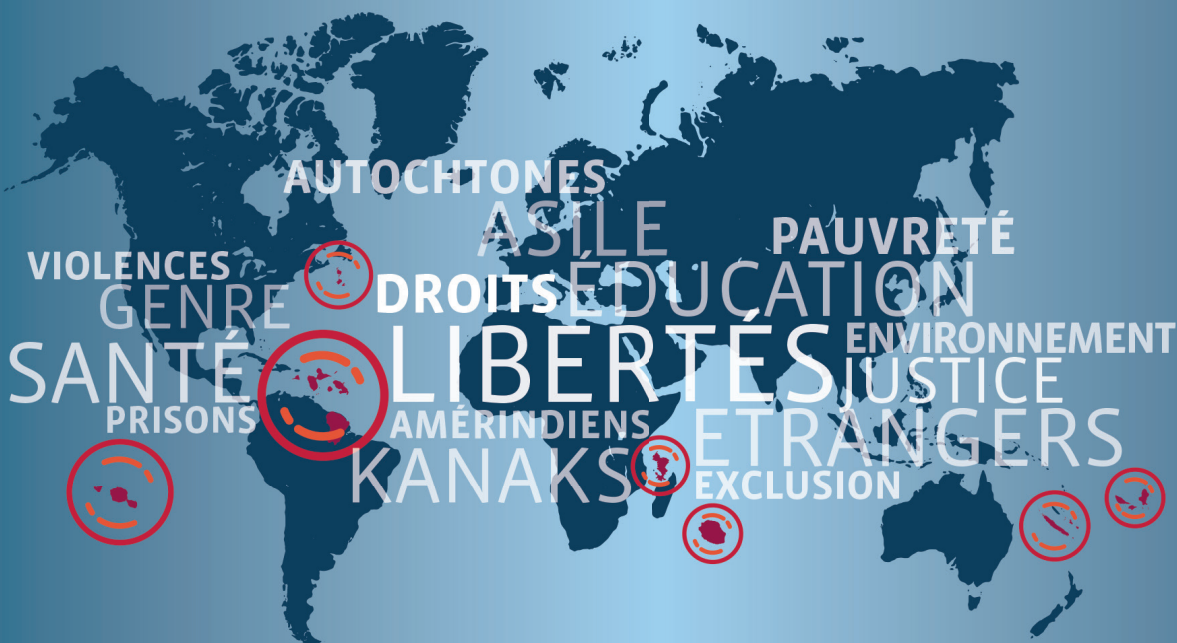 AUTOCHTONES
ASILE
PAUVRETÉ
VIOLENCES
GENRE
DROITS
ÉDUCATION
SANTÉ
LIBERTÉS
ENVIRONNEMENT
JUSTICE
PRISONS
AMÉRINDIENS
ETRANGERS
KANAKS
EXCLUSION